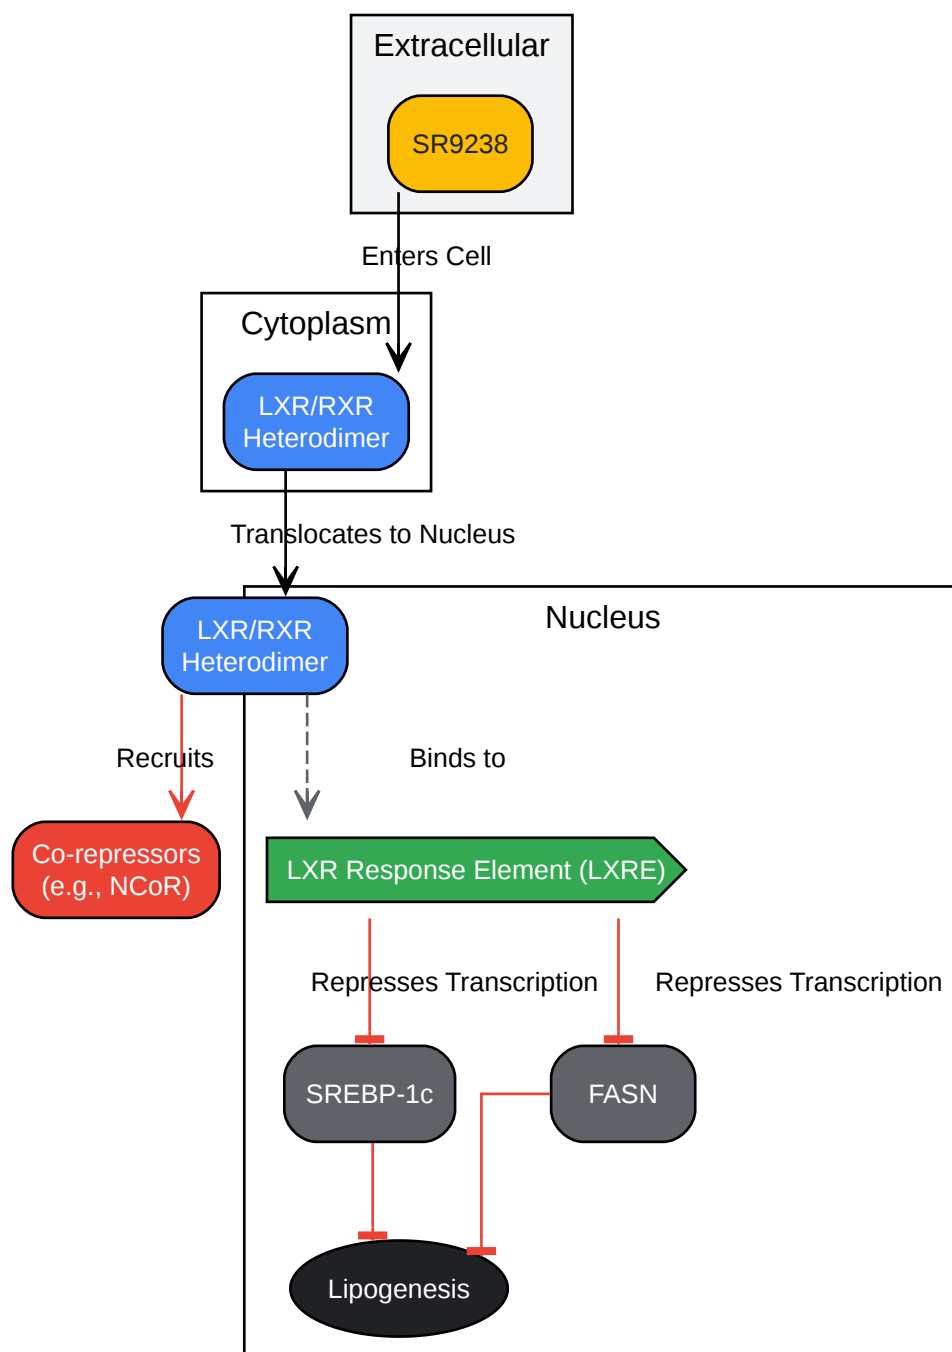 Extracellular
SR9238
Enters Cell
Cytoplasm
LXR/RXR
Heterodimer
Translocates to Nucleus
Nucleus
LXR/RXR
Heterodimer
Recruits
Binds to
Co-repressors
(e.g., NCoR)
LXR Response Element (LXRE)
Represses Transcription
Represses Transcription
SREBP-1c
FASN
Lipogenesis